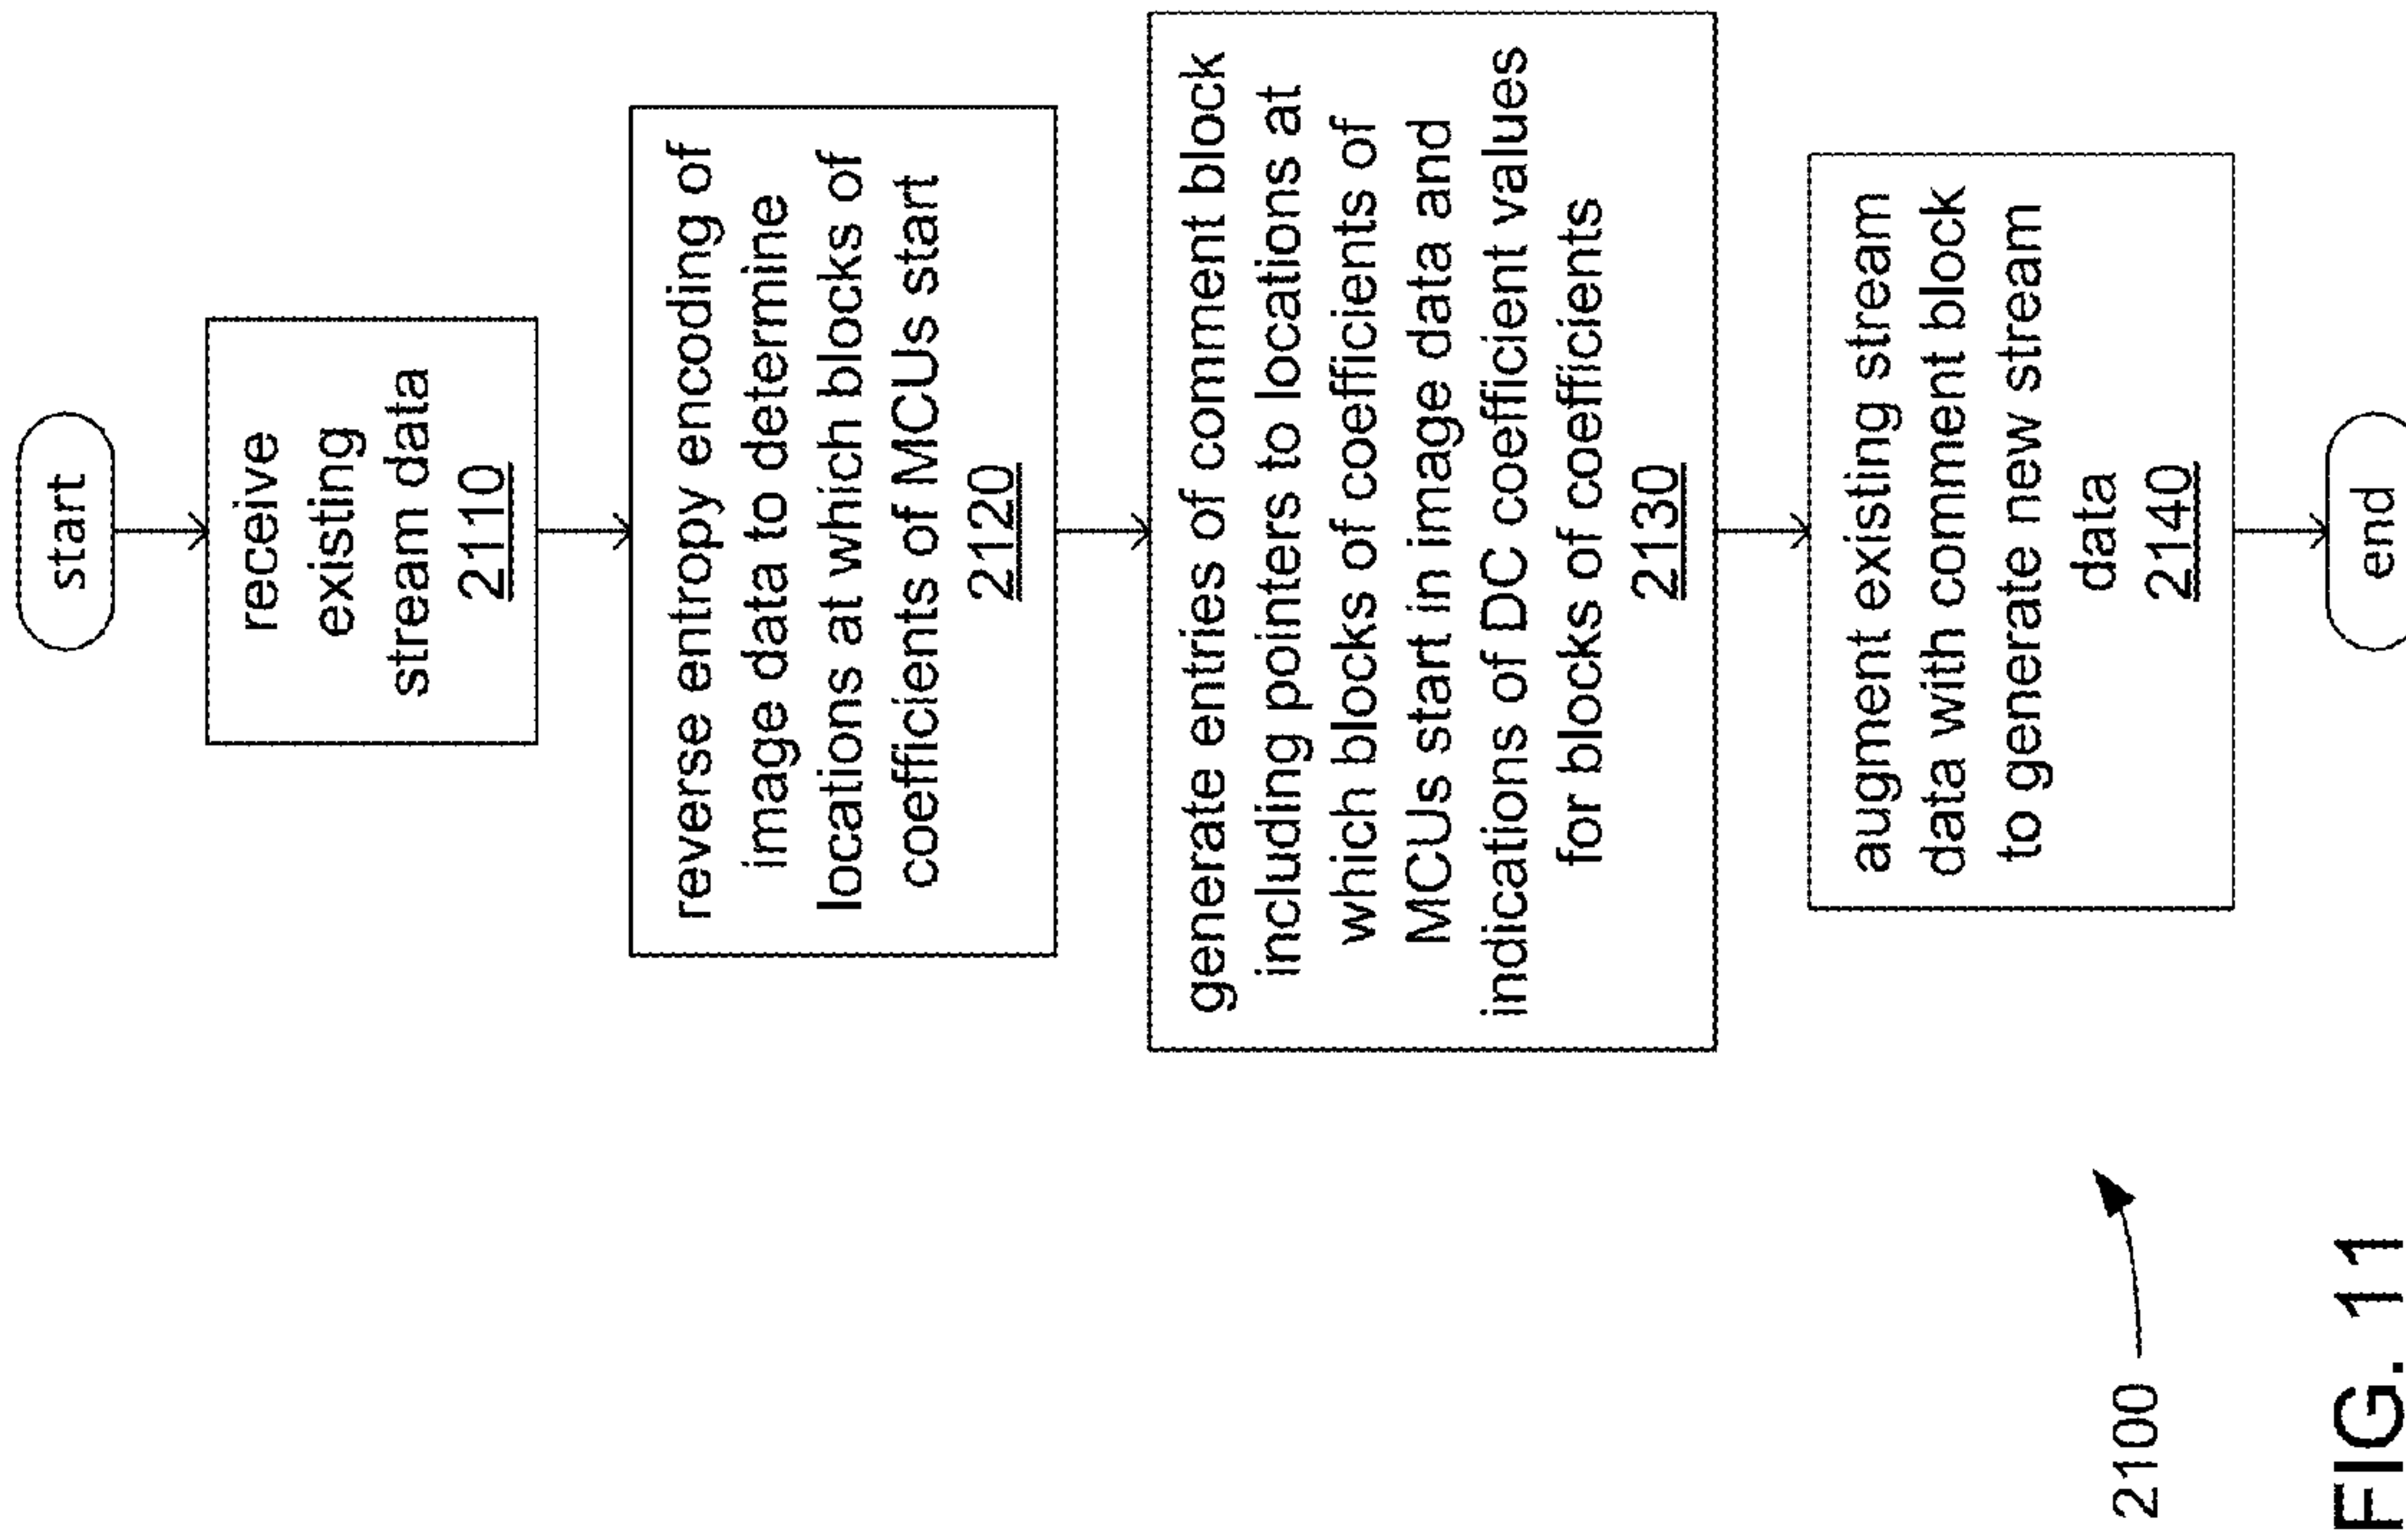 start
receive
existing
stream data
2110
reverse entropy encoding of
image data to determine
locations at which blocks of
coefficients of MCUs start
2120
generate entries of comment block
including pointers to locations at
which blocks of coefficients of
MCUs start in image data and
indications of DC coefficient values
for blocks of coefficients
2130
augment existing stream
data with comment block
to generate new stream
data
2140
end
2100
FIG. 11